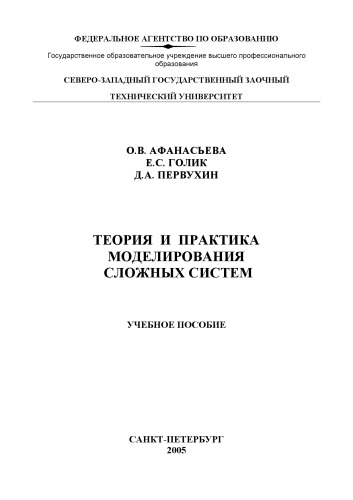 ФЕДЕРАЛЬНОЕ АГЕНТСТВО ПО ОБРАЗОВАНИЮ
Государственное образовательное учреждение высшего профессионального
образования
СЕВЕРО-ЗАПАДНЫЙ ГОСУДАРСТВЕННЫЙ ЗАОЧНЫЙ
ТЕХНИЧЕСКИЙ УНИВЕРСИТЕТ
О.В. АФАНАСЬЕВА
Е.С. ГОЛИК
Д.А. ПЕРВУХИН
ТЕОРИЯ И ПРАКТИКА
МОДЕЛИРОВАНИЯ
СЛОЖНЫХ СИСТЕМ
УЧЕБНОЕ ПОСОБИЕ
САНКТ-ПЕТЕРБУРГ
2005